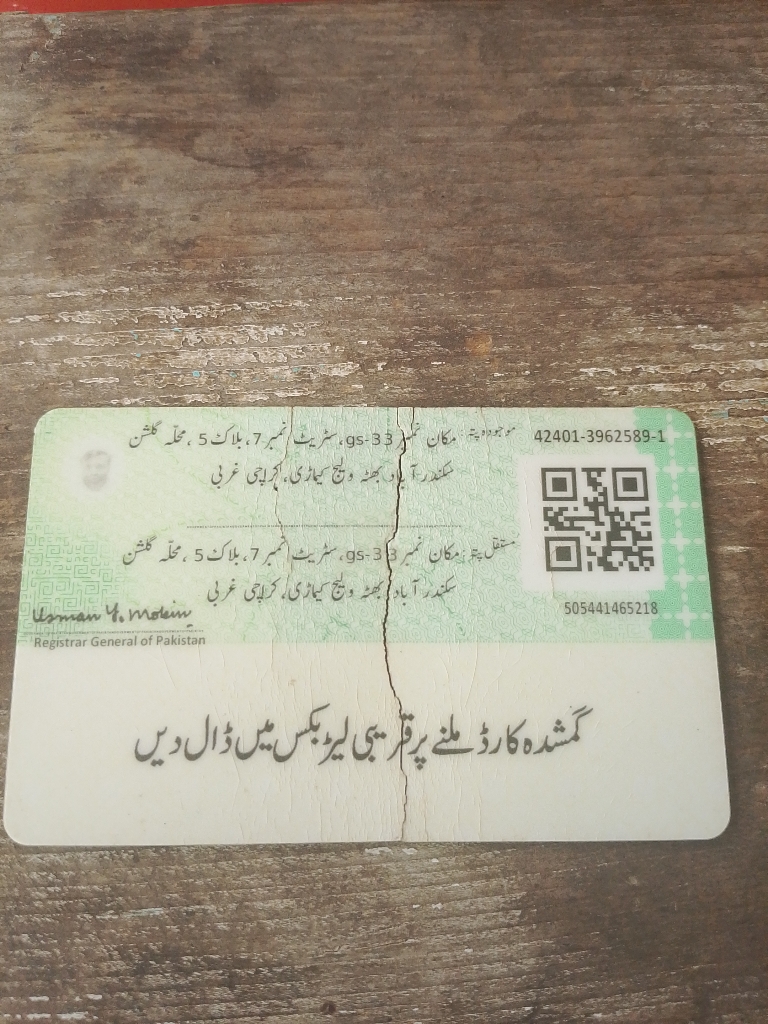 42401-3962589-1
موجودہ پتہ: مکان نمبر gs-33، سٹریٹ نمبر 7، بلاک 5، محلہ گلشن
سکندر آباد، بھٹہ ولیج کیماڑی، کراچی غربی
مستقل پتہ: مکان نمبر gs-33، سٹریٹ نمبر 7، بلاک 5، محلہ گلشن
سکندر آباد، بھٹہ ولیج کیماڑی، کراچی غربی
505441465218
Usman Y. Mobin
Registrar General of Pakistan
گمشدہ کارڈ ملنے پر قریبی لیٹر بکس میں ڈال دیں